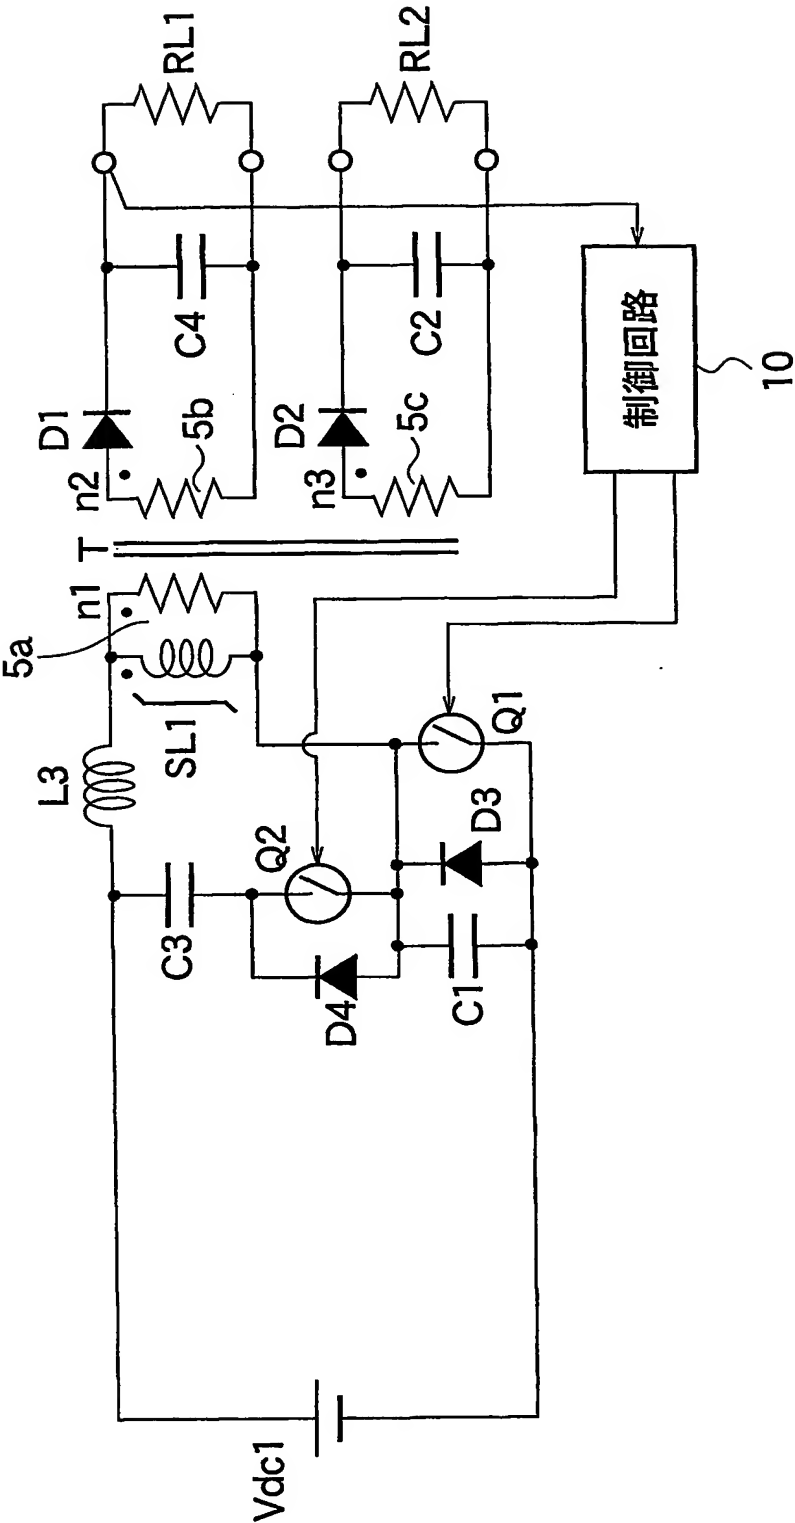 Vdc1
L3
5a
n1
T
n2
D1
5b
C4
RL1
SL1
C3
Q2
D4
C1
D3
Q1
n3
D2
5c
C2
RL2
制御回路
10